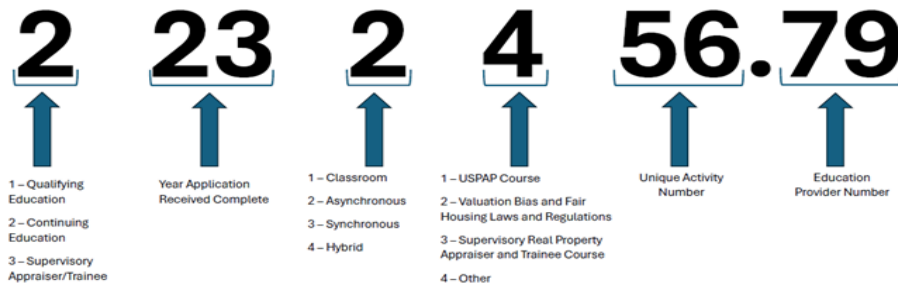 2 23 2 4 56.79
1 – Qualifying
Education
2 – Continuing
Education
3 – Supervisory
Appraiser/Trainee
Year Application
Received Complete
1 – Classroom
2 – Asynchronous
3 – Synchronous
4 – Hybrid
1 – USPAP Course
2 – Valuation Bias and Fair
Housing Laws and Regulations
3 – Supervisory Real Property
Appraiser and Trainee Course
4 – Other
Unique Activity
Number
Education
Provider Number